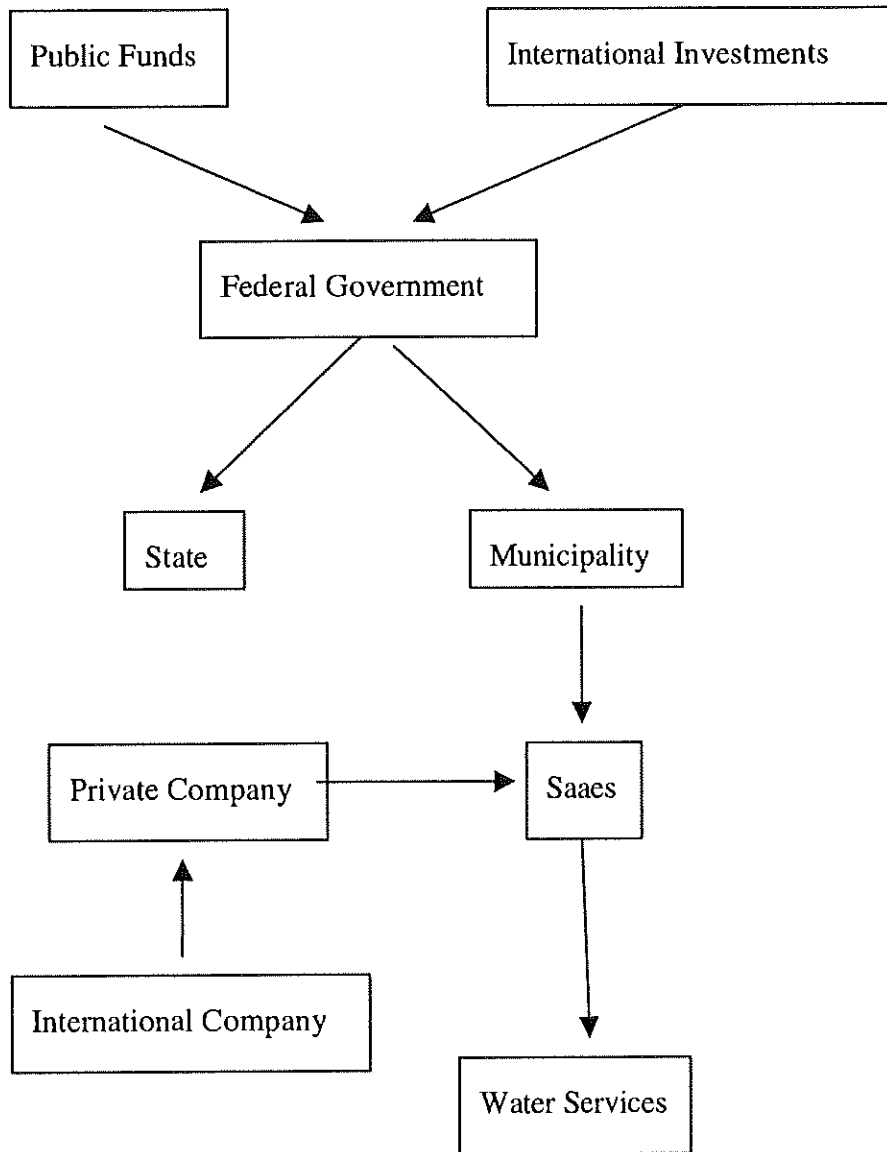 Public Funds
International Investments
Federal Government
State
Municipality
Private Company
Saaes
International Company
Water Services